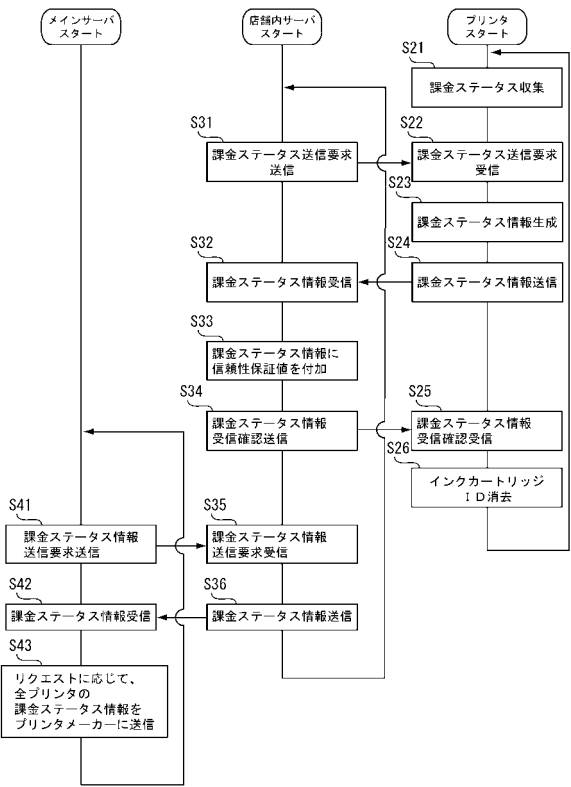 メインサーバ
スタート
店舗内サーバ
スタート
プリンタ
スタート
S21
課金ステータス収集
S31
課金ステータス送信要求
送信
S22
課金ステータス送信要求
受信
S23
課金ステータス情報生成
S32
課金ステータス情報受信
S24
課金ステータス情報送信
S33
課金ステータス情報に
信頼性保証値を付加
S34
課金ステータス情報
受信確認送信
S25
課金ステータス情報
受信確認受信
S26
インクカートリッジ
ID消去
S41
課金ステータス情報
送信要求送信
S35
課金ステータス情報
送信要求受信
S42
課金ステータス情報受信
S36
課金ステータス情報送信
S43
リクエストに応じて、
全プリンタの
課金ステータス情報を
プリンタメーカーに送信